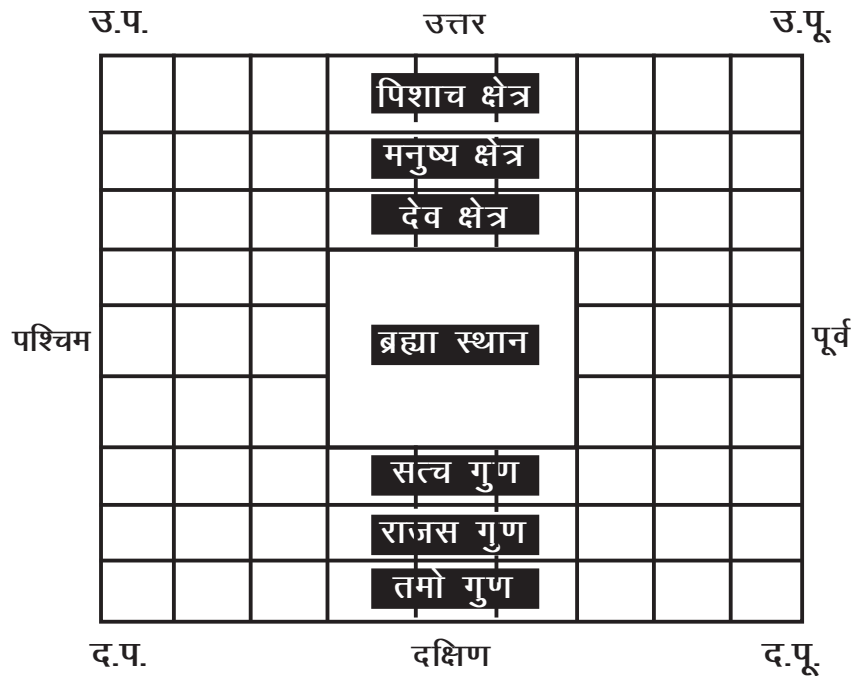 उ.प. उत्तर उ.पू.
पिशाच क्षेत्र
मनुष्य क्षेत्र
देव क्षेत्र
पश्चिम ब्रह्मा स्थान पूर्व
सत्च गुण
राजस गुण
तमो गुण
द.प. दक्षिण द.पू.